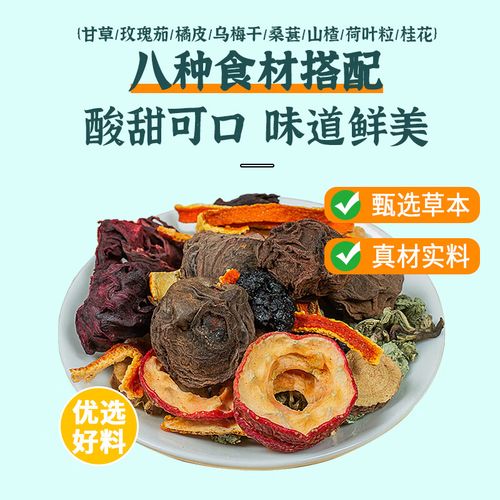 {甘草/玫瑰茄/橘皮/乌梅干/桑葚/山楂/荷叶粒/桂花}
八种食材搭配
酸甜可口 味道鲜美
甄选草本
真材实料
优选
好料